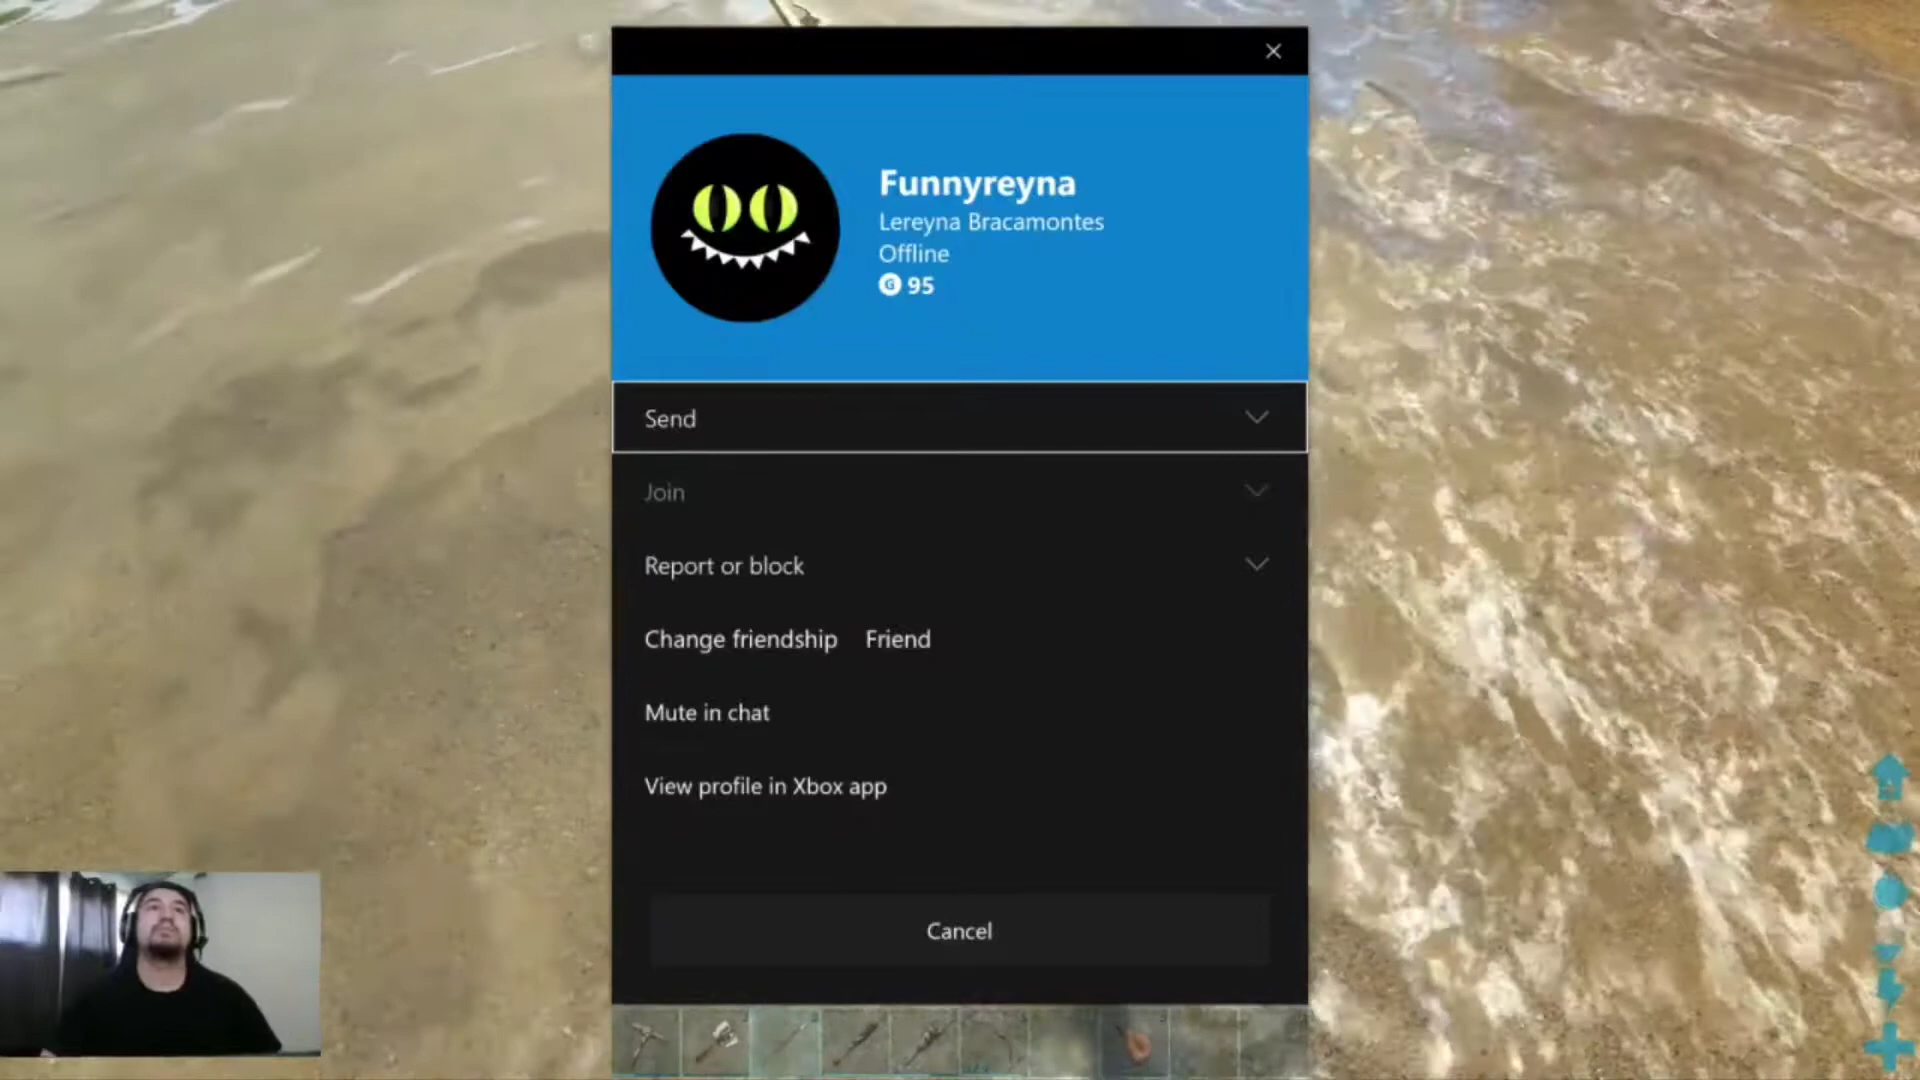 Funnyreyna
Lereyna Bracamontes
Offline
G 95
Send
Join
Report or block
Change friendship Friend
Mute in chat
View profile in Xbox app
Cancel